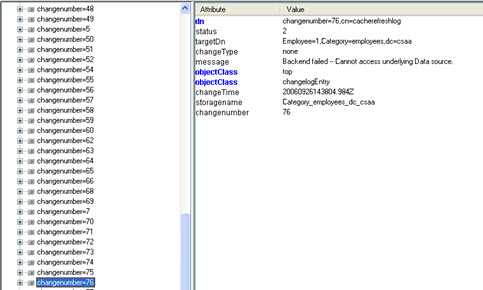 changenumber=48
changenumber=49
changenumber=5
changenumber=50
changenumber=51
changenumber=52
changenumber=54
changenumber=55
changenumber=56
changenumber=57
changenumber=58
changenumber=59
changenumber=60
changenumber=62
changenumber=63
changenumber=64
changenumber=65
changenumber=66
changenumber=68
changenumber=69
changenumber=7
changenumber=70
changenumber=71
changenumber=72
changenumber=73
changenumber=74
changenumber=75
changenumber=76
Attribute Value
dn changenumber=76,cn=cacherefreshlog
status 2
targetDn Employee=1,Category=employees,dc=csaa
changeType none
message Backend failed -- Cannot access underlying Data source.
objectClass top
objectClass changelogEntry
changeTime 20060926143804.984Z
storagename Category_employees_dc_csaa
changenumber 76